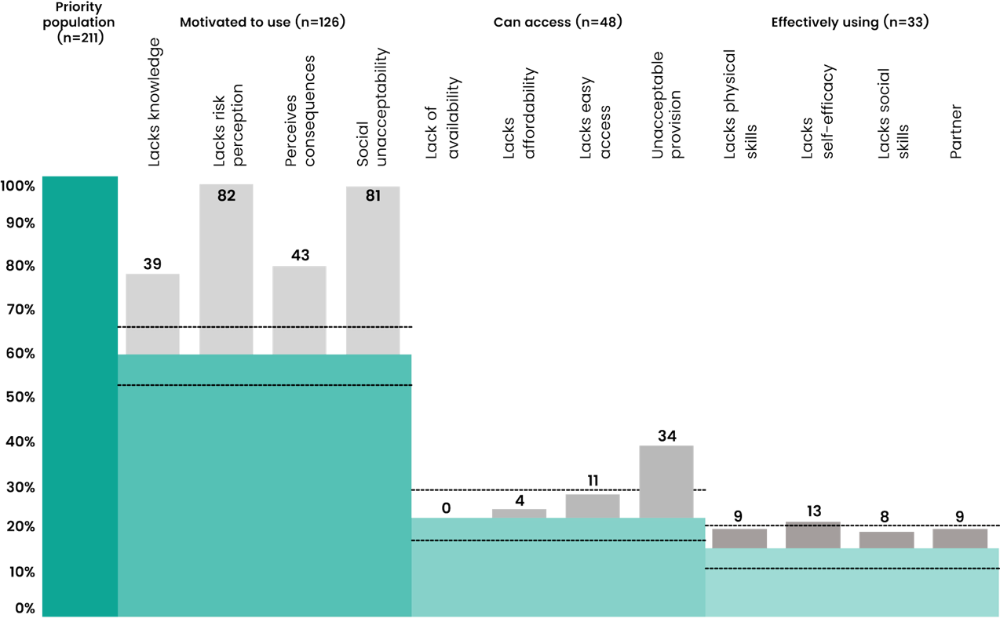 Priority
population
(n=211)
Motivated to use (n=126)
Can access (n=48)
Effectively using (n=33)
Lacks knowledge
Lacks risk
perception
Perceives
consequences
Social
unacceptability
Lack of
availability
Lacks
affordability
Lacks easy
access
Unacceptable
provision
Lacks physical
skills
Lacks
self-efficacy
Lacks social
skills
Partner
100%
90%
80%
70%
60%
50%
40%
30%
20%
10%
0%
39
82
43
81
0
4
11
34
9
13
8
9